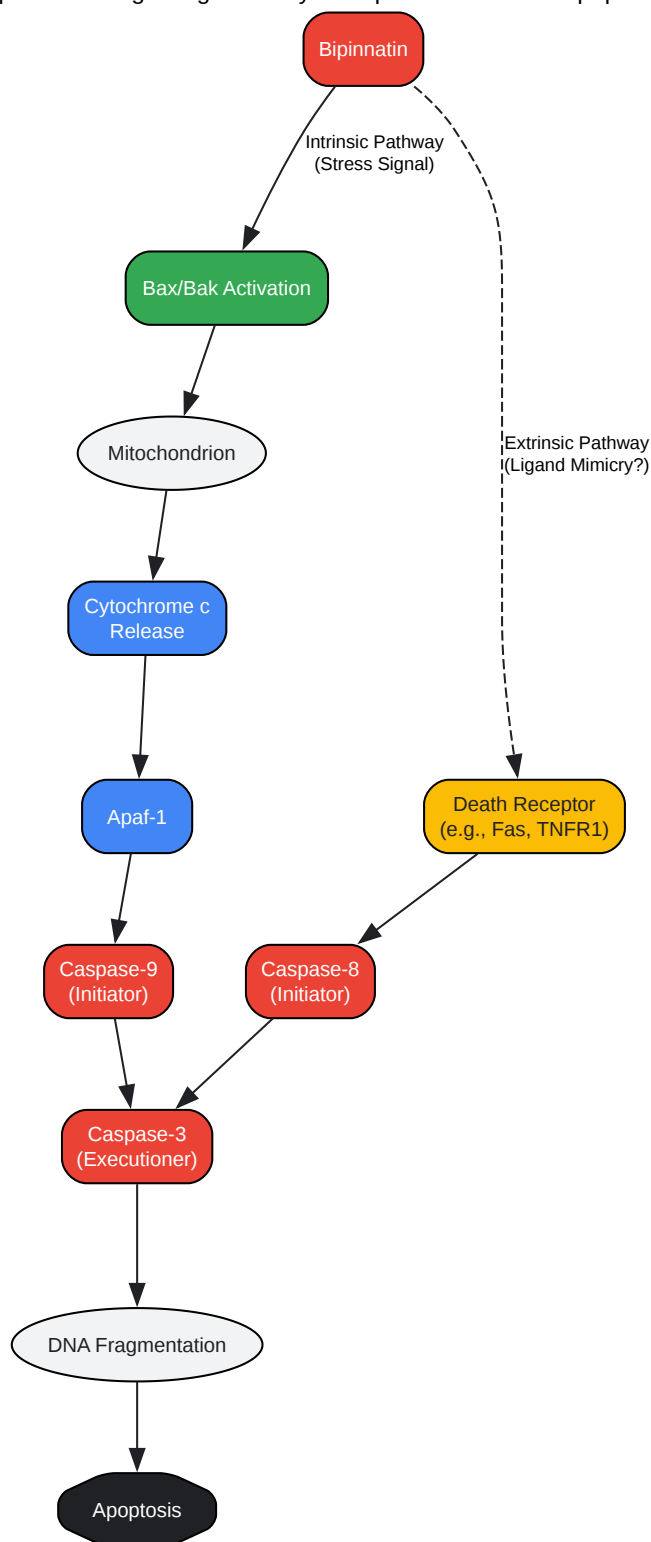 Bipinnatin
Intrinsic Pathway
(Stress Signal)
Bax/Bak Activation
Mitochondrion
Extrinsic Pathway
(Ligand Mimicry?)
Cytochrome c
Release
Apaf-1
Death Receptor
(e.g., Fas, TNFR1)
Caspase-9
(Initiator)
Caspase-8
(Initiator)
Caspase-3
(Executioner)
DNA Fragmentation
Apoptosis